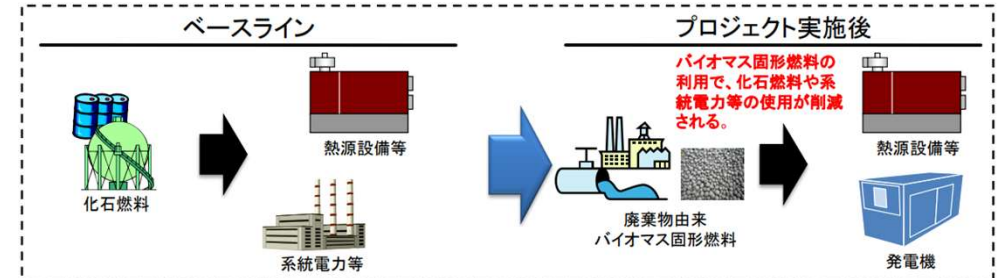 ベースライン
プロジェクト実施後
化石燃料
熱源設備等
系統電力等
バイオマス固形燃料の
利用で、化石燃料や系
統電力等の使用が削減
される。
廃棄物由来
バイオマス固形燃料
熱源設備等
発電機